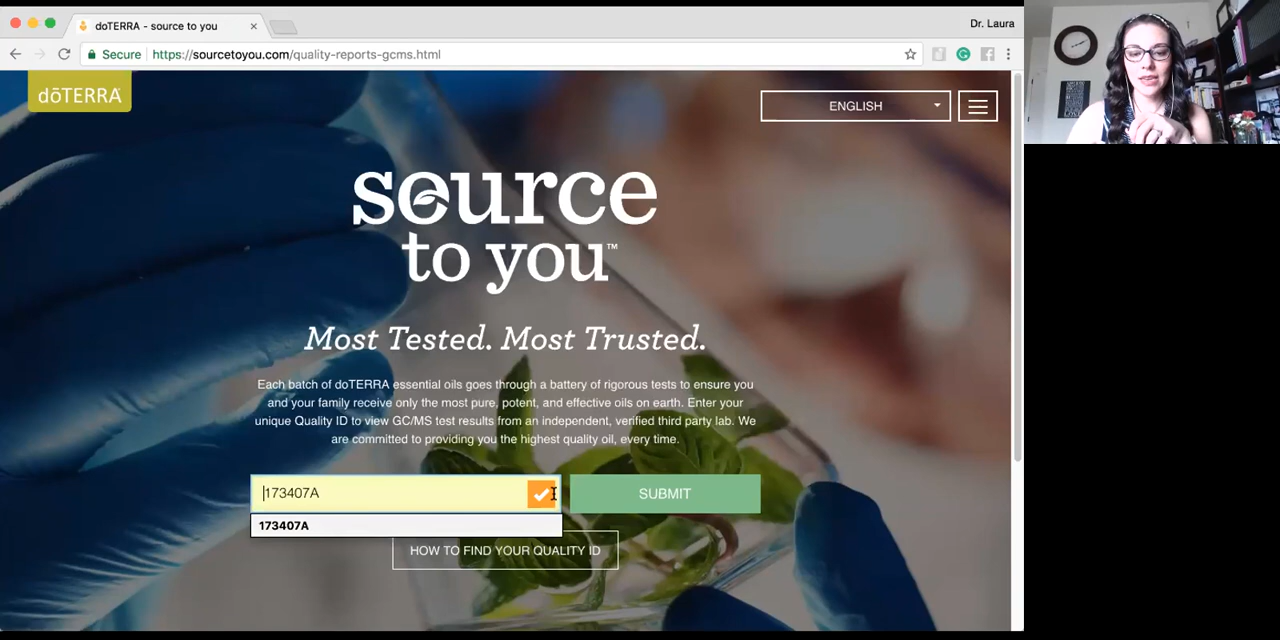 doTERRA - source to you
Dr. Laura
Secure https://sourcetoyou.com/quality-reports-gcms.html
dōTERRA
ENGLISH
source
to you™
Most Tested. Most Trusted.
Each batch of doTERRA essential oils goes through a battery of rigorous tests to ensure you
and your family receive only the most pure, potent, and effective oils on earth. Enter your
unique Quality ID to view GC/MS test results from an independent, verified third party lab. We
are committed to providing you the highest quality oil, every time.
173407A
SUBMIT
173407A
HOW TO FIND YOUR QUALITY ID